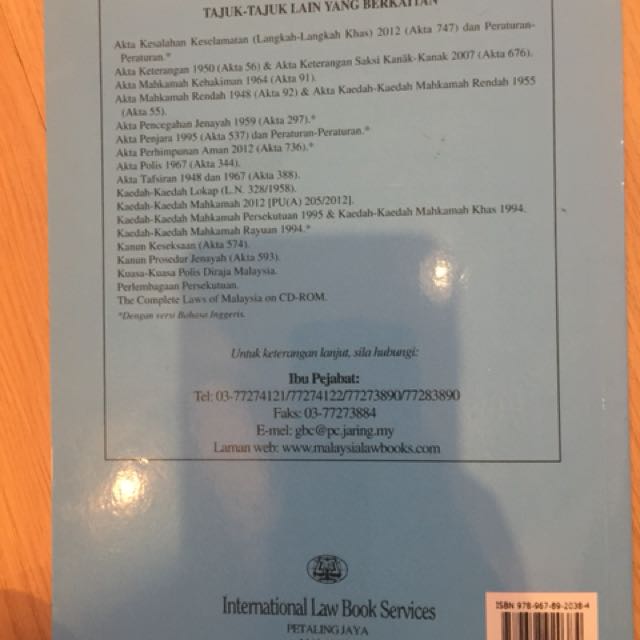 TAJUK-TAJUK LAIN YANG BERKAITAN
Akta Kesalahan Keselamatan (Langkah-Langkah Khas) 2012 (Akta 747) dan Peraturan-
Peraturan.*
Akta Keterangan 1950 (Akta 56) & Akta Keterangan Saksi Kanak-Kanak 2007 (Akta 676).
Akta Mahkamah Kehakiman 1964 (Akta 91).
Akta Mahkamah Rendah 1948 (Akta 92) & Akta Kaedah-Kaedah Mahkamah Rendah 1955
(Akta 55).
Akta Pencegahan Jenayah 1959 (Akta 297).*
Akta Penjara 1995 (Akta 537) dan Peraturan-Peraturan.*
Akta Perhimpunan Aman 2012 (Akta 736).*
Akta Polis 1967 (Akta 344).
Akta Tafsiran 1948 dan 1967 (Akta 388).
Kaedah-Kaedah Lokap (L.N. 328/1958).
Kaedah-Kaedah Mahkamah 2012 [PU(A) 205/2012].
Kaedah-Kaedah Mahkamah Persekutuan 1995 & Kaedah-Kaedah Mahkamah Khas 1994.
Kaedah-Kaedah Mahkamah Rayuan 1994.*
Kanun Keseksaan (Akta 574).
Kanun Prosedur Jenayah (Akta 593).
Kuasa-Kuasa Polis Diraja Malaysia.
Perlembagaan Persekutuan.
The Complete Laws of Malaysia on CD-ROM.
*Dengan versi Bahasa Inggeris.
Untuk keterangan lanjut, sila hubungi:
Ibu Pejabat:
Tel: 03-77274121/77274122/77273890/77283890
Faks: 03-77273884
E-mel: gbc@pc.jaring.my
Laman web: www.malaysialawbooks.com
International Law Book Services
PETALING JAYA
ISBN 978-967-89-2038-4